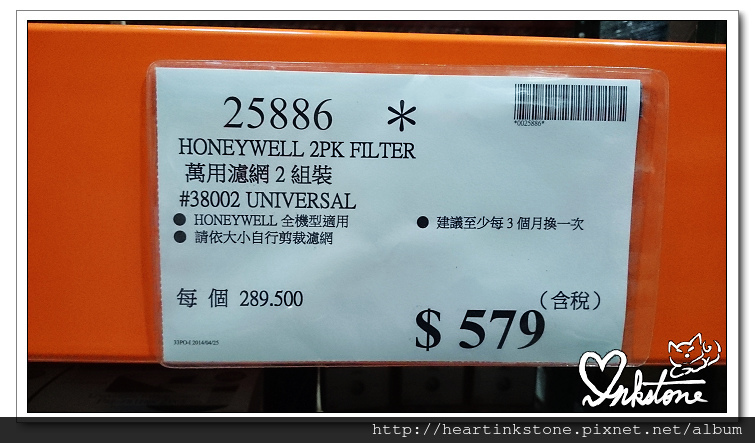 25886 *
*0025886*
HONEYWELL 2PK FILTER
萬用濾網 2 組裝
#38002 UNIVERSAL
● HONEYWELL 全機型適用
● 建議至少每 3 個月換一次
● 請依大小自行剪裁濾網
每 個 289.500
(含稅)
$ 579
33PO-I 2014/04/25
Inkstone
http://heartinkstone.pixnet.net/album